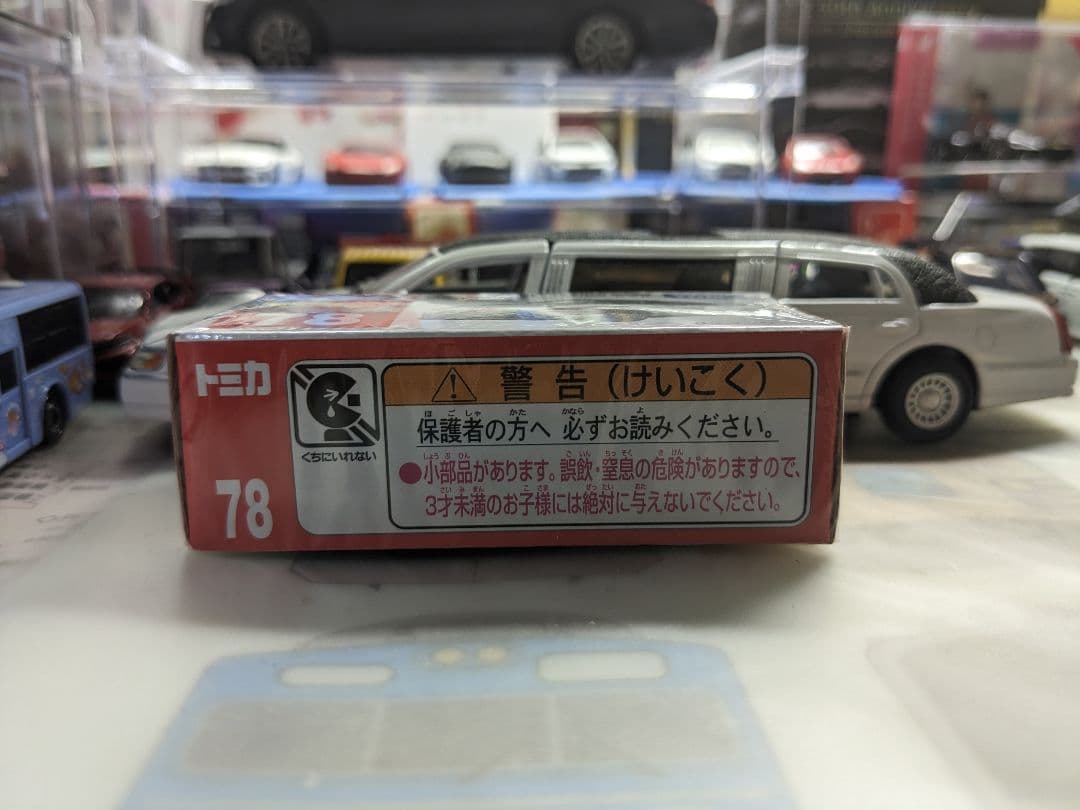 トミカ
78
くちにいれない
警告(けいこく)
保護者の方へ 必ずお読みください。
●小部品があります。誤飲・窒息の危険がありますので、
3才未満のお子様には絶対に与えないでください。